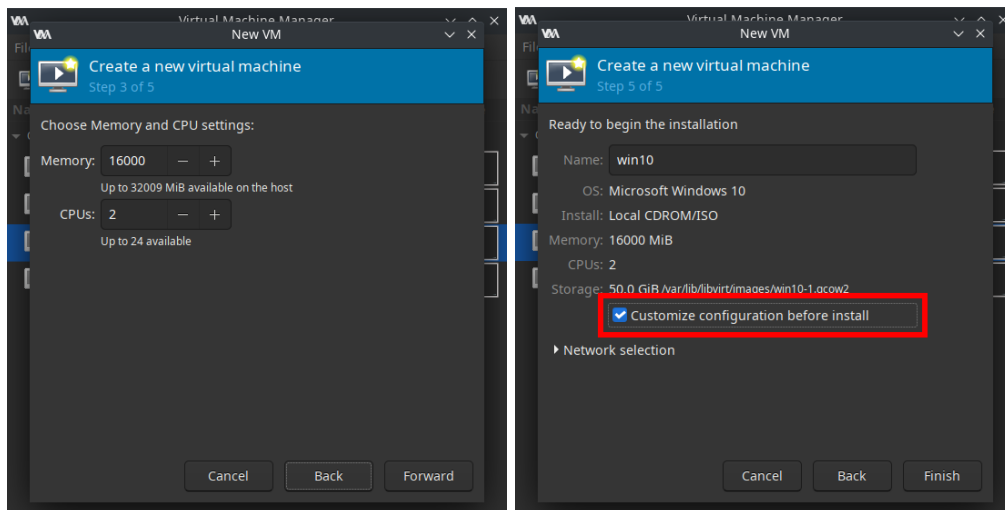 Virtual Machine Manager
New VM
Create a new virtual machine
Step 3 of 5
Choose Memory and CPU settings:
Memory: 16000
Up to 32009 MiB available on the host
CPUs: 2
Up to 24 available
Cancel Back Forward
Virtual Machine Manager
New VM
Create a new virtual machine
Step 5 of 5
Ready to begin the installation
Name: win10
OS: Microsoft Windows 10
Install: Local CDROM/ISO
Memory: 16000 MiB
CPUs: 2
Storage: 50.0 GiB /var/lib/libvirt/images/win10-1.qcow2
Customize configuration before install
Network selection
Cancel Back Finish